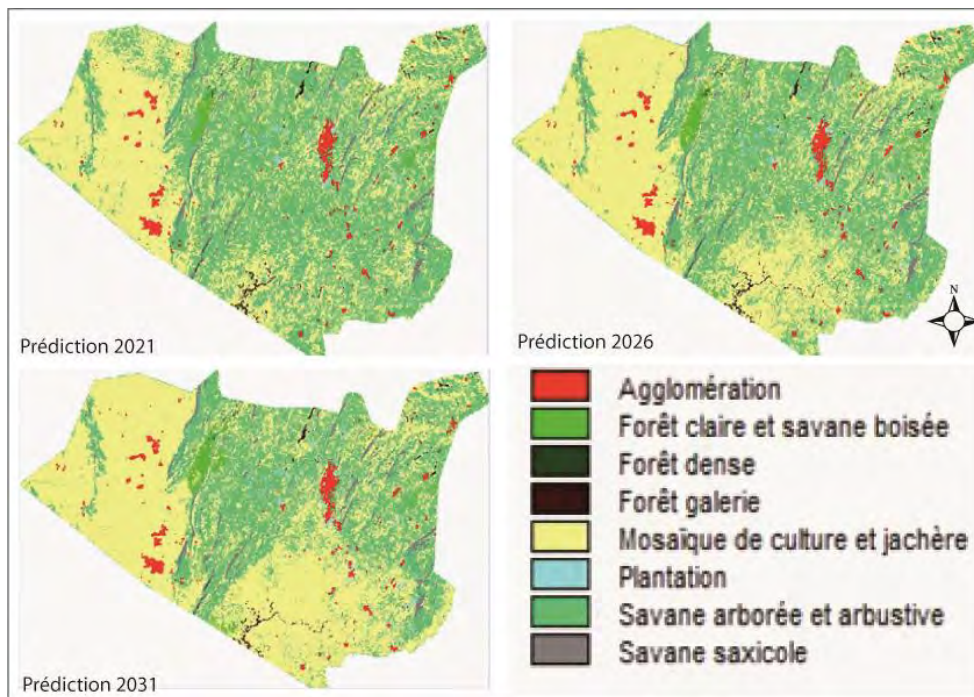 Prédiction 2021
N
Prédiction 2026
Prédiction 2031
Agglomération
Forêt claire et savane boisée
Forêt dense
Forêt galerie
Mosaïque de culture et jachère
Plantation
Savane arborée et arbustive
Savane saxicole